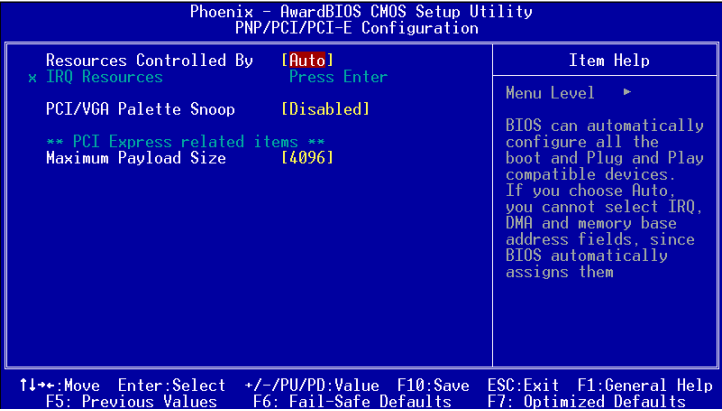 Phoenix - AwardBIOS CMOS Setup Utility
PNP/PCI/PCI-E Configuration
Resources Controlled By [Auto]
x IRQ Resources Press Enter
PCI/VGA Palette Snoop [Disabled]
** PCI Express related items **
Maximum Payload Size [4096]
Item Help
Menu Level ►
BIOS can automatically
configure all the
boot and Plug and Play
compatible devices.
If you choose Auto,
you cannot select IRQ,
DMA and memory base
address fields, since
BIOS automatically
assigns them
↑↓→←:Move Enter:Select +/-/PU/PD:Value F10:Save ESC:Exit F1:General Help
F5: Previous Values F6: Fail-Safe Defaults F7: Optimized Defaults